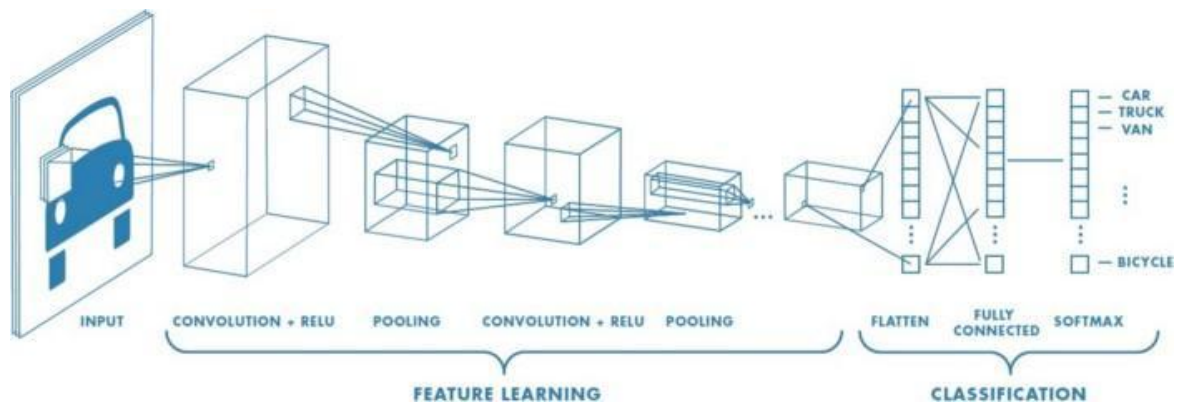 CAR
TRUCK
VAN
BICYCLE
INPUT
CONVOLUTION + RELU
POOLING
CONVOLUTION + RELU
POOLING
FLATTEN
FULLY
CONNECTED
SOFTMAX
FEATURE LEARNING
CLASSIFICATION